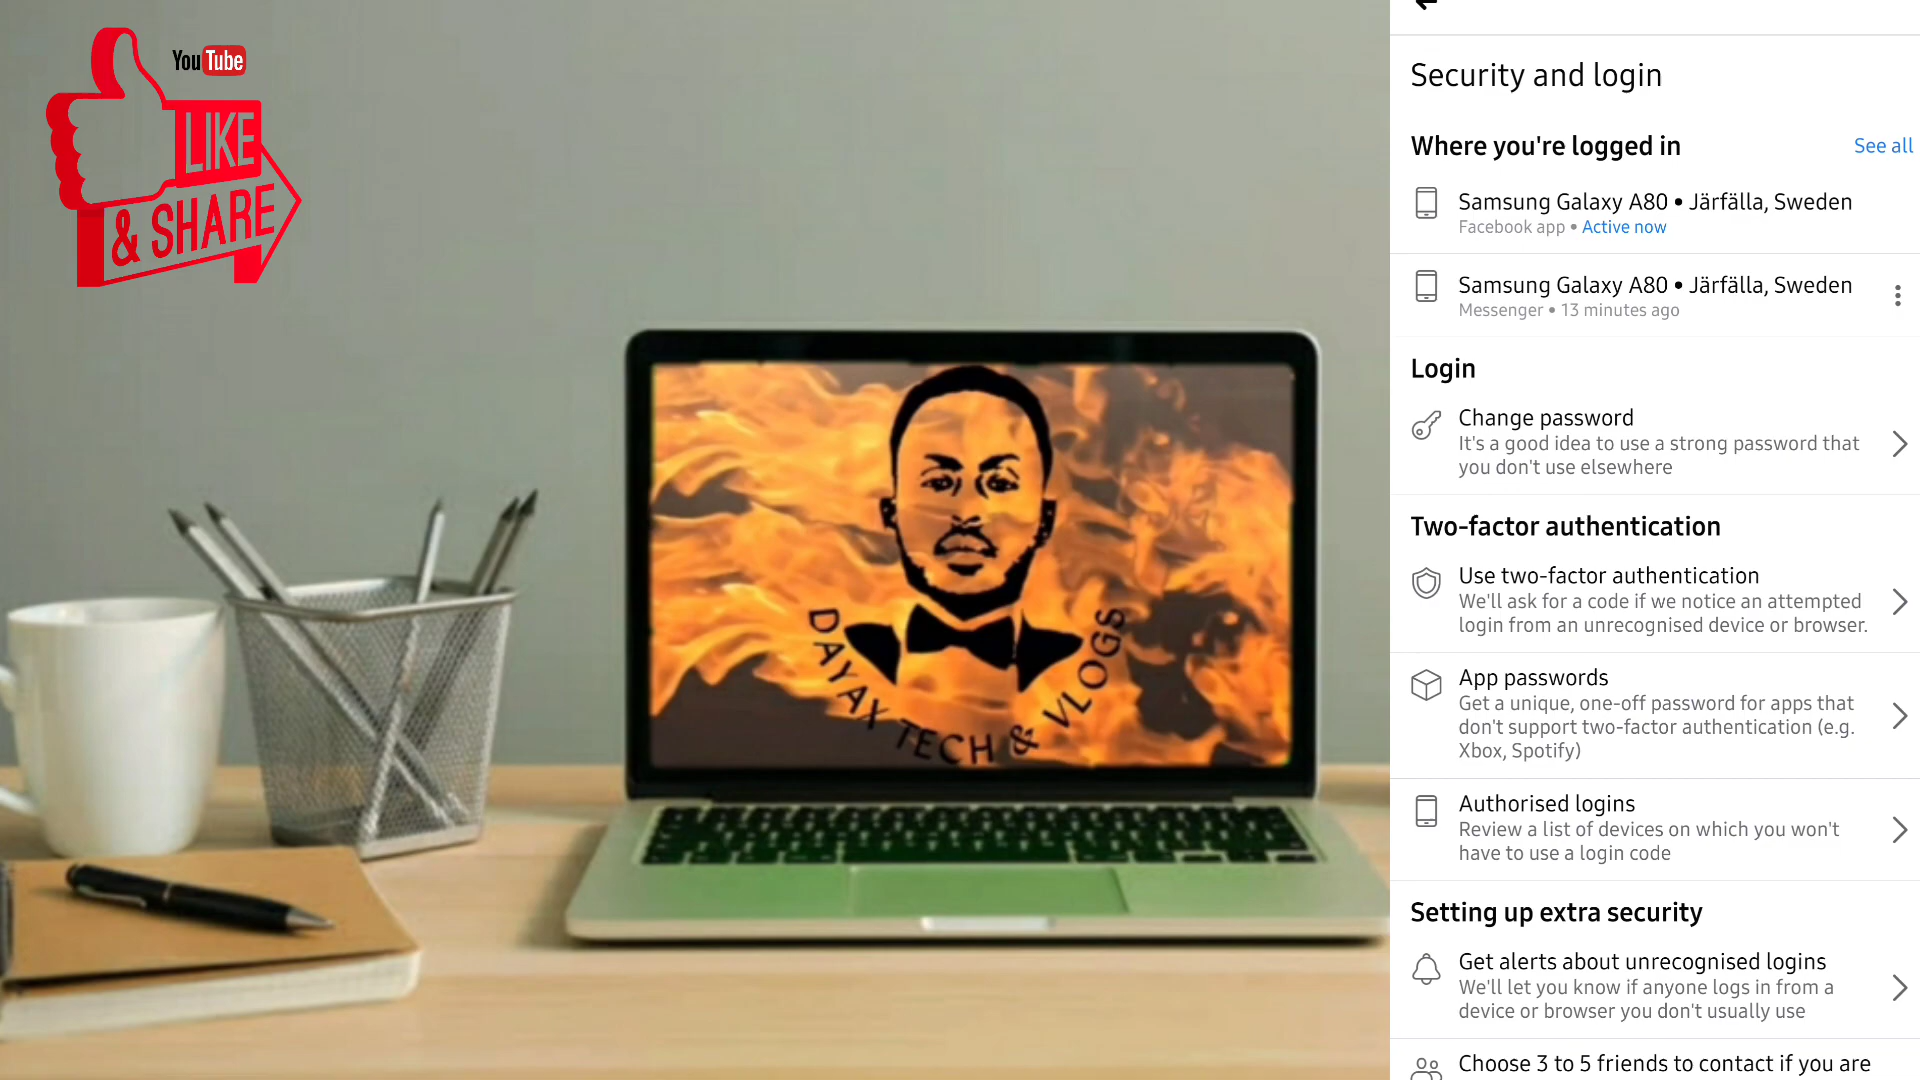 YouTube
LIKE
& SHARE
DAYAX TECH & VLOGS
Security and login
Where you're logged in
See all
Samsung Galaxy A80 • Järfälla, Sweden
Facebook app • Active now
Samsung Galaxy A80 • Järfälla, Sweden
Messenger • 13 minutes ago
Login
Change password
It's a good idea to use a strong password that
you don't use elsewhere
Two-factor authentication
Use two-factor authentication
We'll ask for a code if we notice an attempted
login from an unrecognised device or browser.
App passwords
Get a unique, one-off password for apps that
don't support two-factor authentication (e.g.
Xbox, Spotify)
Authorised logins
Review a list of devices on which you won't
have to use a login code
Setting up extra security
Get alerts about unrecognised logins
We'll let you know if anyone logs in from a
device or browser you don't usually use
Choose 3 to 5 friends to contact if you are